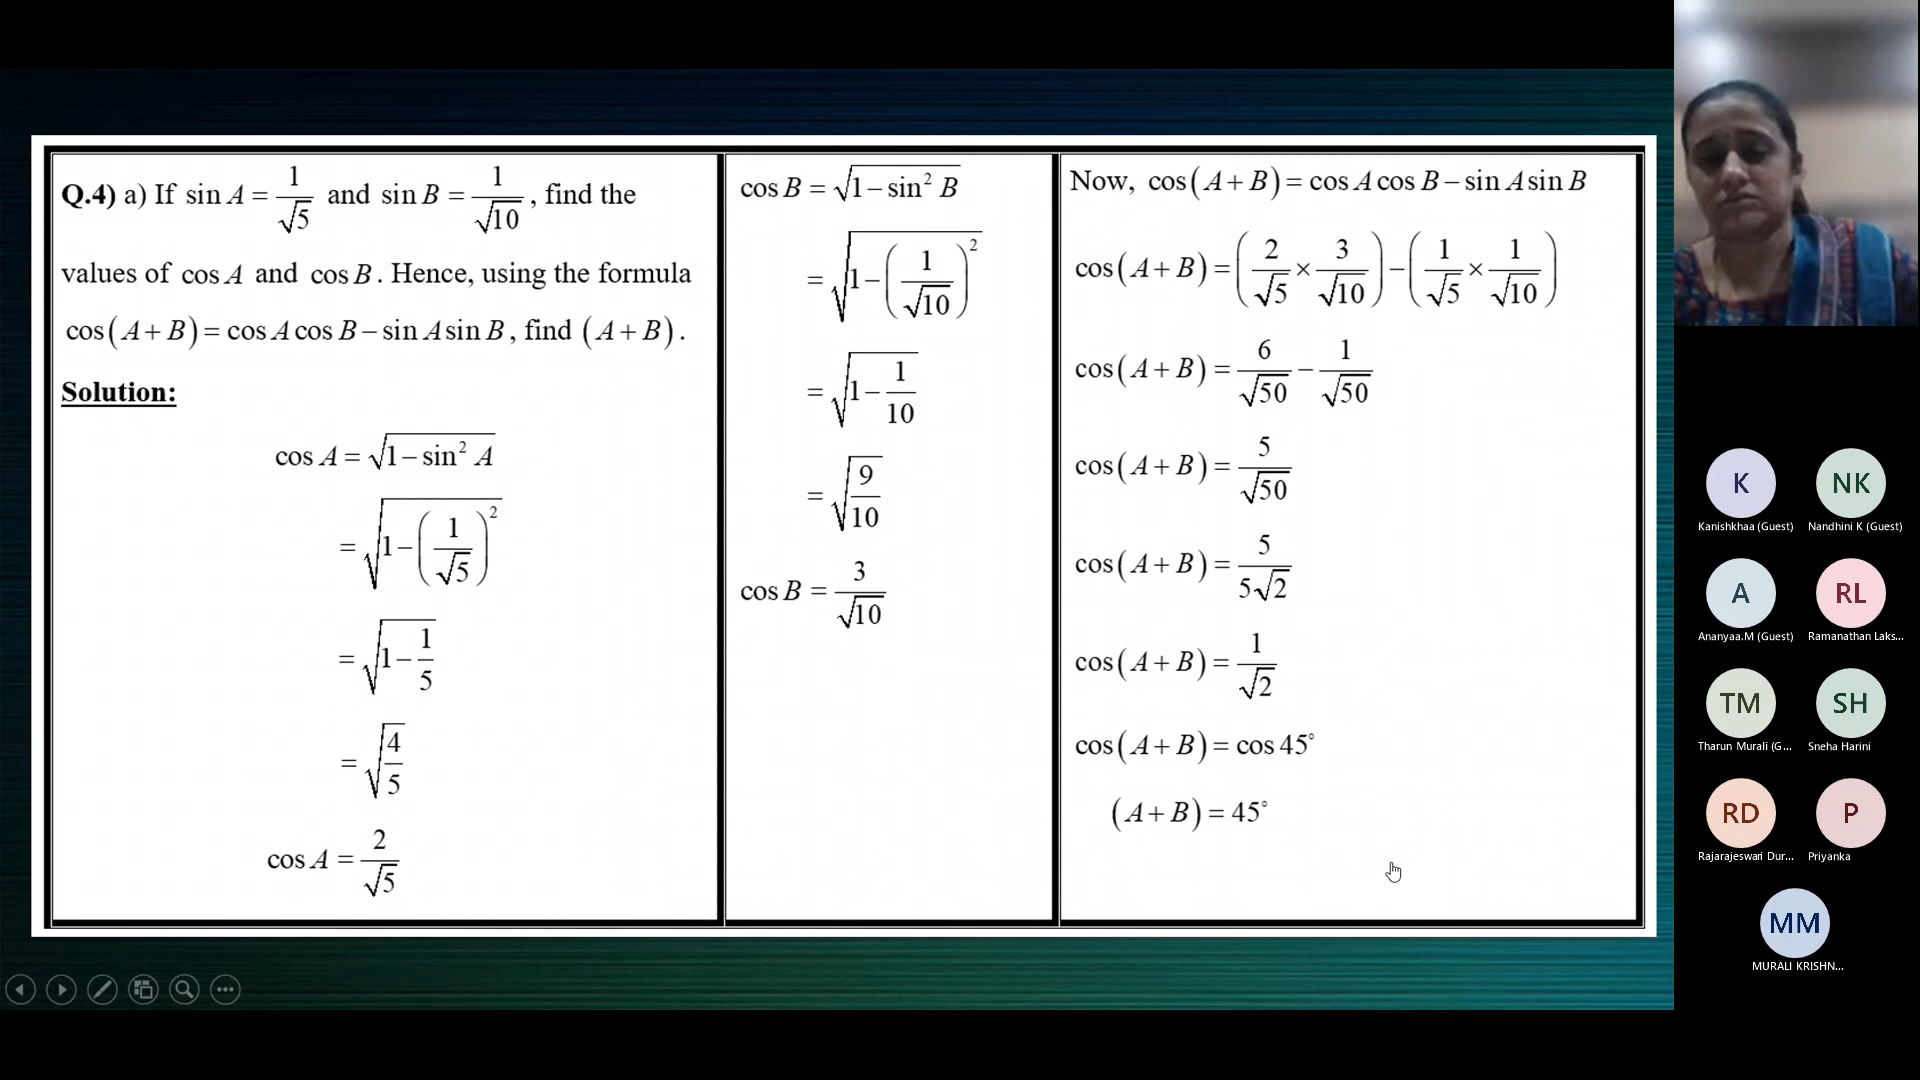 Q.4) a) If sin A = 1/√5 and sin B = 1/√10, find the
values of cos A and cos B. Hence, using the formula
cos(A+B) = cos A cos B − sin A sin B, find (A+B).
Solution:
cos A = √(1 − sin² A)
= √(1 − (1/√5)²)
= √(1 − 1/5)
= √(4/5)
cos A = 2/√5
cos B = √(1 − sin² B)
= √(1 − (1/√10)²)
= √(1 − 1/10)
= √(9/10)
cos B = 3/√10
Now, cos(A+B) = cos A cos B − sin A sin B
cos(A+B) = (2/√5 × 3/√10) − (1/√5 × 1/√10)
cos(A+B) = 6/√50 − 1/√50
cos(A+B) = 5/√50
cos(A+B) = 5/5√2
cos(A+B) = 1/√2
cos(A+B) = cos 45°
(A+B) = 45°
K
NK
Kanishkhaa (Guest)
Nandhini K (Guest)
A
RL
Ananyaa.M (Guest)
Ramanathan Laks...
TM
SH
Tharun Murali (G...
Sneha Harini
RD
P
Rajarajeswari Dur...
Priyanka
MM
MURALI KRISHN...